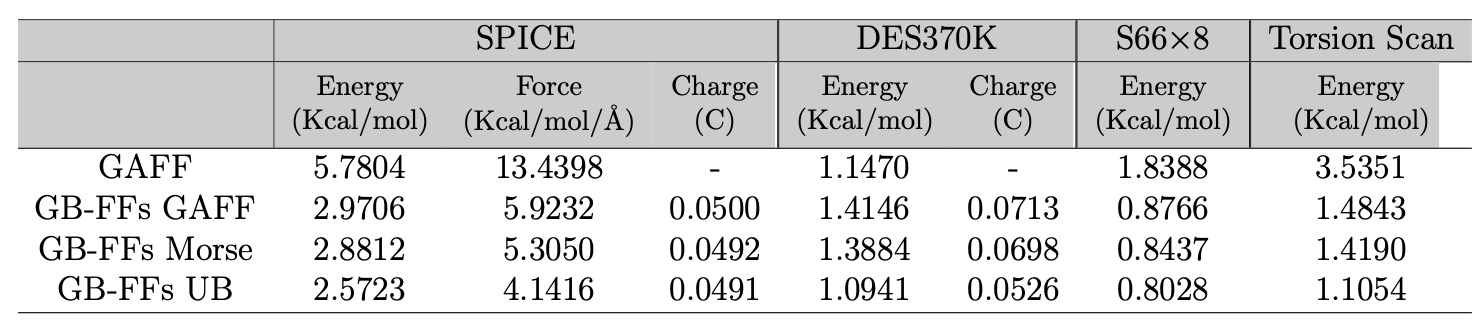 SPICE DES370K S66×8 Torsion Scan
Energy Force Charge Energy Charge Energy Energy
(Kcal/mol) (Kcal/mol/Å) (C) (Kcal/mol) (C) (Kcal/mol) (Kcal/mol)
GAFF 5.7804 13.4398 - 1.1470 - 1.8388 3.5351
GB-FFs GAFF 2.9706 5.9232 0.0500 1.4146 0.0713 0.8766 1.4843
GB-FFs Morse 2.8812 5.3050 0.0492 1.3884 0.0698 0.8437 1.4190
GB-FFs UB 2.5723 4.1416 0.0491 1.0941 0.0526 0.8028 1.1054